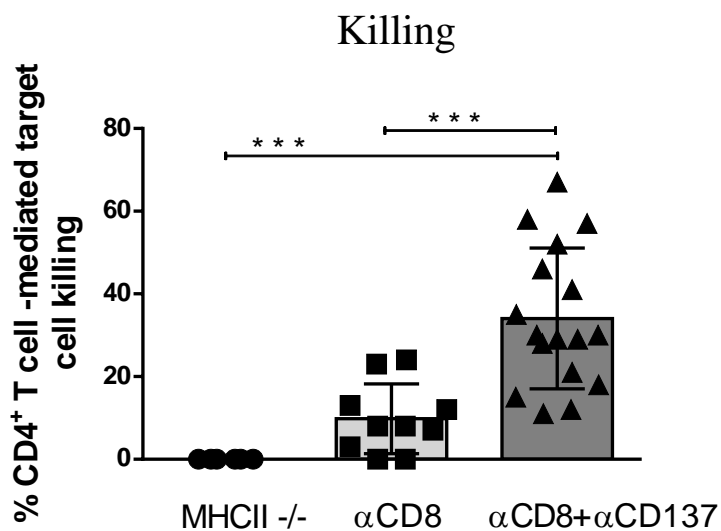 Killing
* * *
* * *
% CD4⁺ T cell -mediated target
cell killing
80
60
40
20
0
MHCII -/- αCD8 αCD8+αCD137